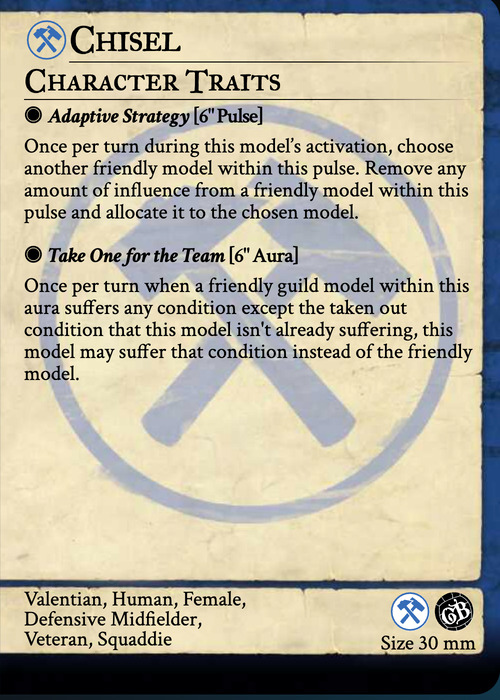 Chisel
Character Traits
Adaptive Strategy [6" Pulse]
Once per turn during this model's activation, choose
another friendly model within this pulse. Remove any
amount of influence from a friendly model within this
pulse and allocate it to the chosen model.
Take One for the Team [6" Aura]
Once per turn when a friendly guild model within this
aura suffers any condition except the taken out
condition that this model isn't already suffering, this
model may suffer that condition instead of the friendly
model.
Valentian, Human, Female,
Defensive Midfielder,
Veteran, Squaddie
GB
Size 30 mm